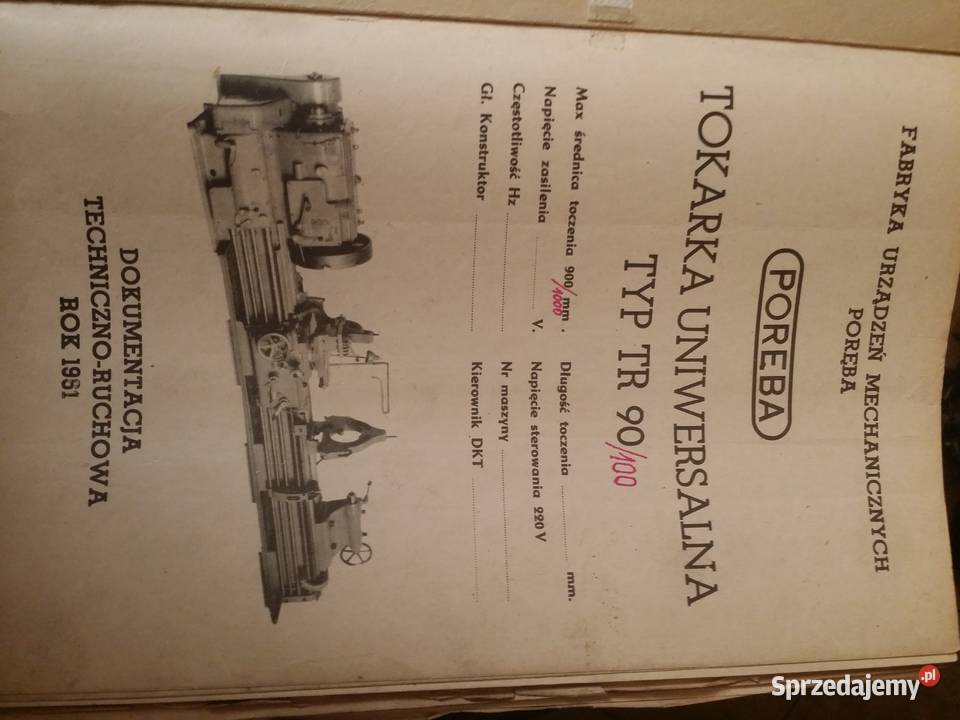 FABRYKA URZĄDZEŃ MECHANICZNYCH
PORĘBA
PORĘBA
TOKARKA UNIWERSALNA
TYP TR 90/100
Max średnica toczenia 900/1000 mm. Długość toczenia ........ mm.
Napięcie zasilenia ........ V. Napięcie sterowania 220 V
Częstotliwość Hz ........ Nr maszyny ........
Gł. Konstruktor ........ Kierownik DKT ........
DOKUMENTACJA
TECHNICZNO-RUCHOWA
ROK 1961
Sprzedajemy.pl